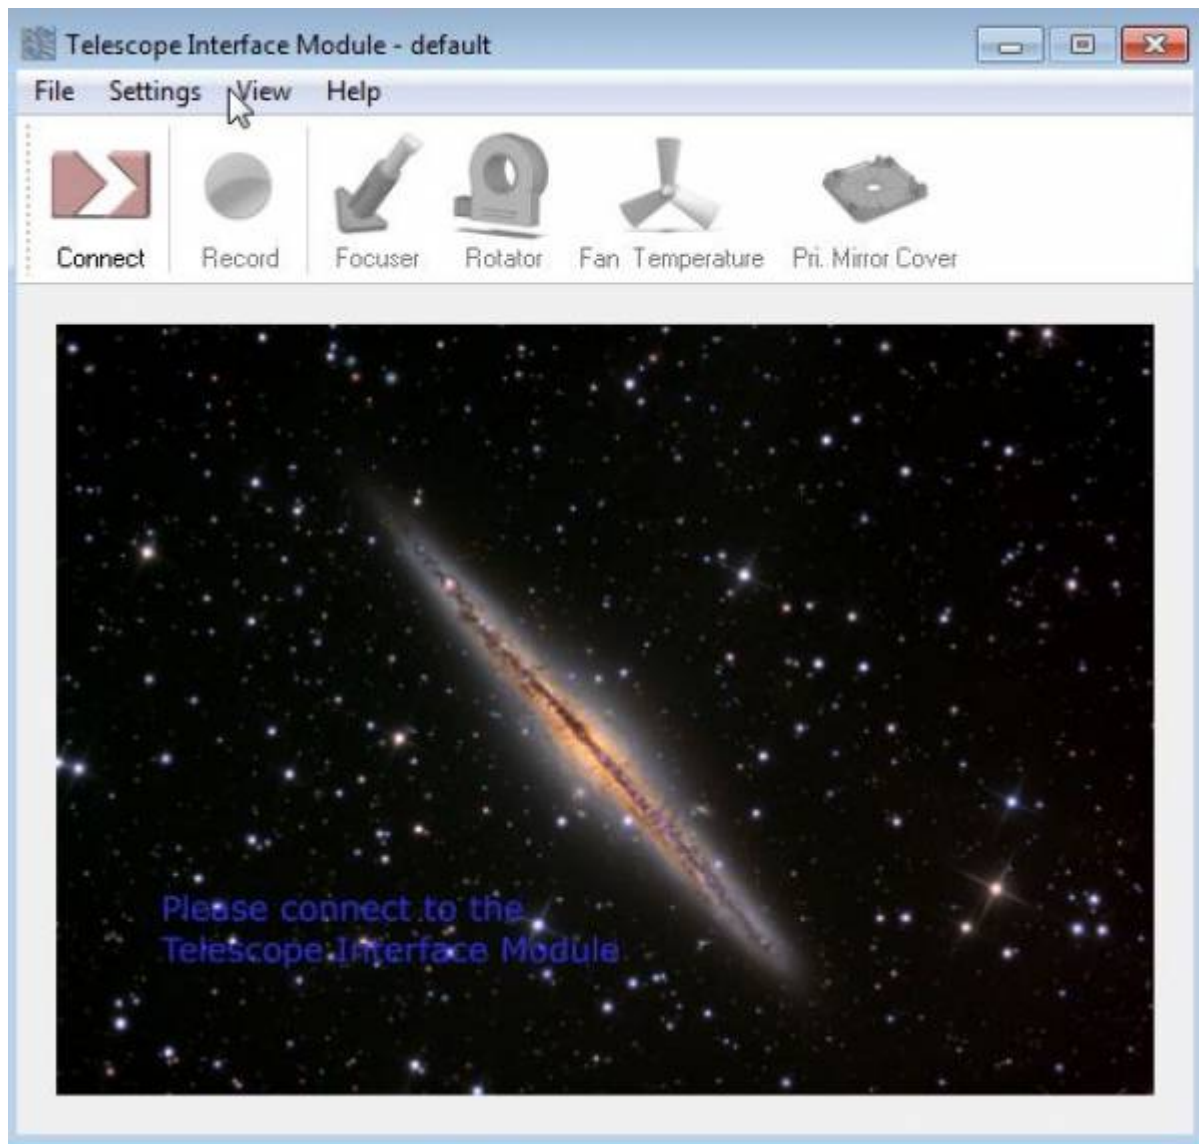 Telescope Interface Module - default
File Settings View Help
Connect Record Focuser Rotator Fan Temperature Pri. Mirror Cover
Please connect to the
Telescope Interface Module